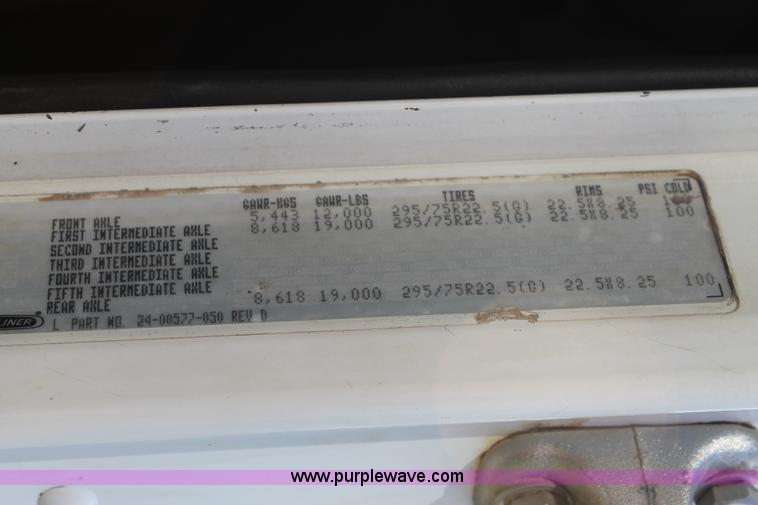 GAWR-KGS GAWR-LBS TIRES RIMS PSI COLD
FRONT AXLE 5,443 12,000 295/75R22.5(G) 22.5X8.25
FIRST INTERMEDIATE AXLE 8,618 19,000 295/75R22.5(G) 22.5X8.25 100
SECOND INTERMEDIATE AXLE
THIRD INTERMEDIATE AXLE
FOURTH INTERMEDIATE AXLE
FIFTH INTERMEDIATE AXLE
REAR AXLE 8,618 19,000 295/75R22.5(G) 22.5X8.25 100
LINER L PART NO. 24-00577-050 REV D
www.purplewave.com